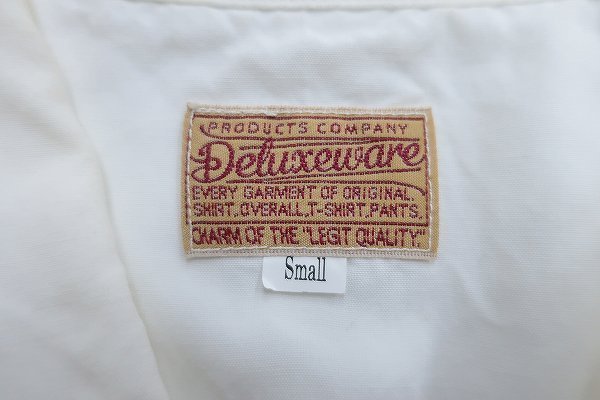 PRODUCTS COMPANY
Deluxeware
EVERY GARMENT OF ORIGINAL.
SHIRT.OVERALL.T-SHIRT.PANTS.
CHARM OF THE "LEGIT QUALITY."
Small